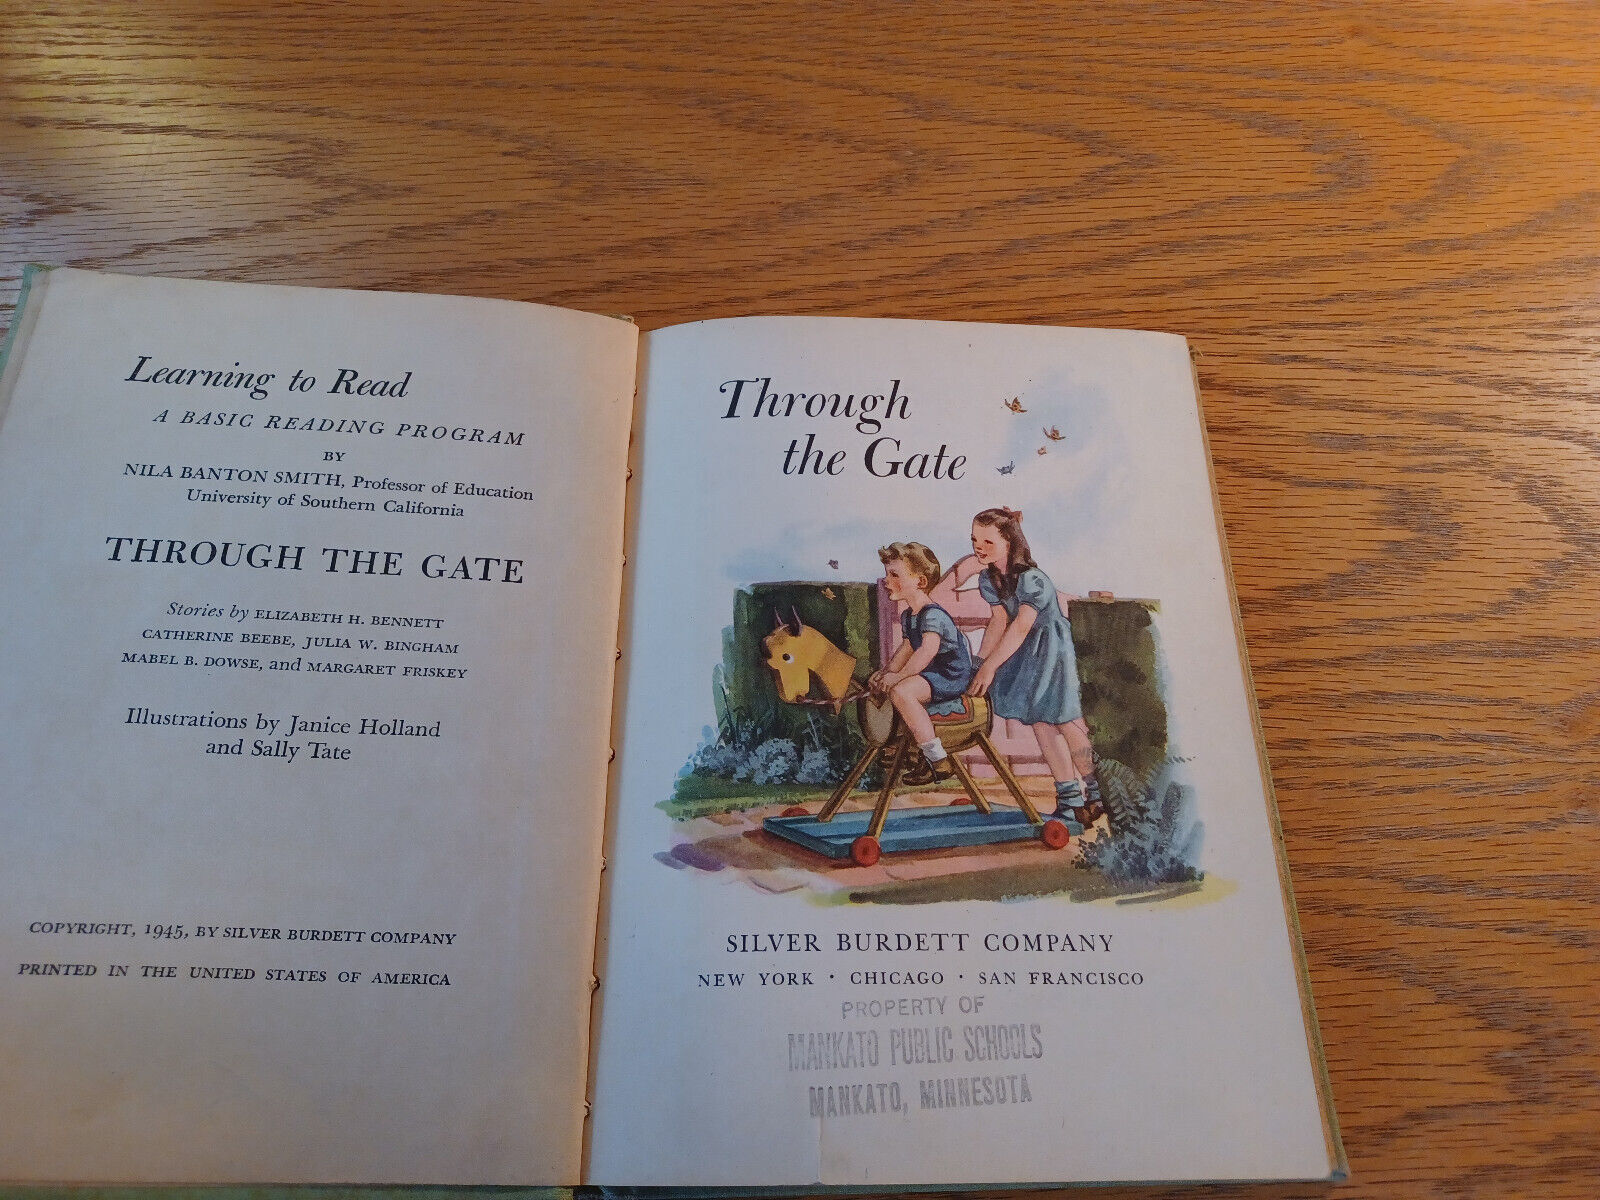 Learning to Read
A BASIC READING PROGRAM
BY
NILA BANTON SMITH, Professor of Education
University of Southern California
THROUGH THE GATE
Stories by ELIZABETH H. BENNETT
CATHERINE BEEBE, JULIA W. BINGHAM
MABEL B. DOWSE, and MARGARET FRISKEY
Illustrations by Janice Holland
and Sally Tate
COPYRIGHT, 1945, BY SILVER BURDETT COMPANY
PRINTED IN THE UNITED STATES OF AMERICA
Through
the Gate
SILVER BURDETT COMPANY
NEW YORK · CHICAGO · SAN FRANCISCO
PROPERTY OF
MANKATO PUBLIC SCHOOLS
MANKATO, MINNESOTA